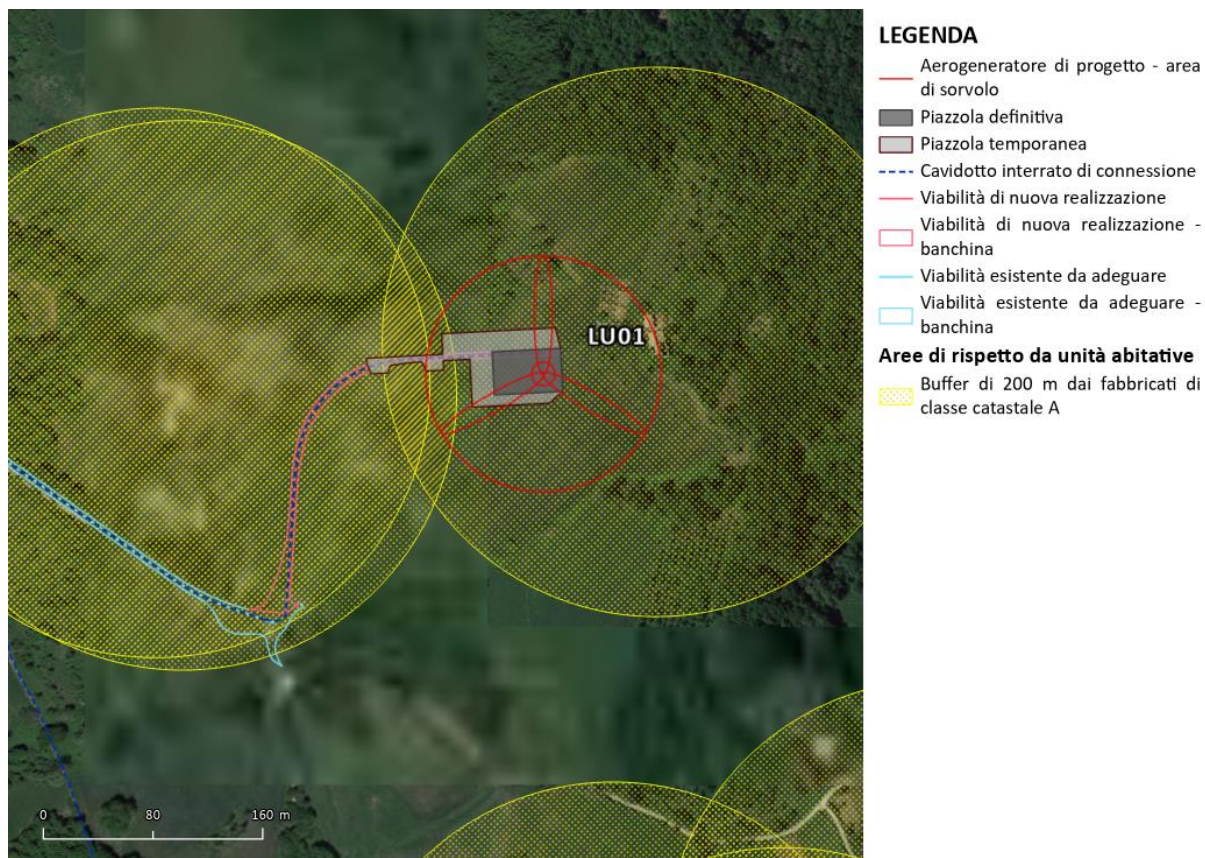 LEGENDA
Aerogeneratore di progetto - area
di sorvolo
Piazzola definitiva
Piazzola temporanea
Cavidotto interrato di connessione
Viabilità di nuova realizzazione
Viabilità di nuova realizzazione -
banchina
Viabilità esistente da adeguare
Viabilità esistente da adeguare -
banchina
Aree di rispetto da unità abitative
Buffer di 200 m dai fabbricati di
classe catastale A
LU01
0 80 160 m